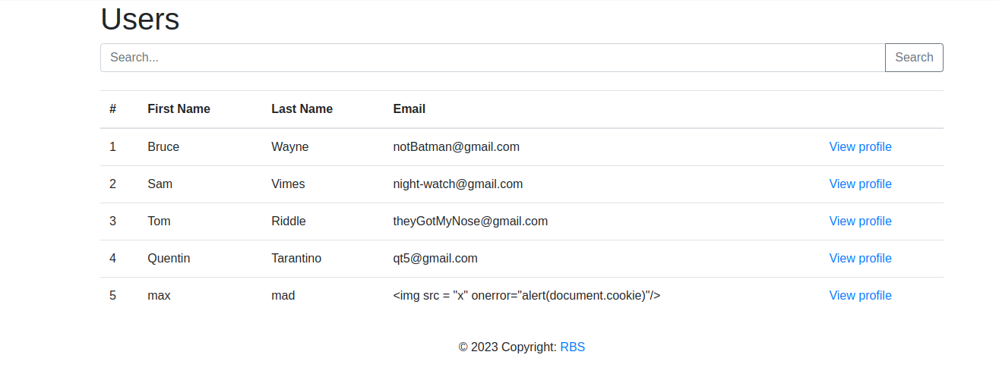 Users
Search... Search
# First Name Last Name Email
1 Bruce Wayne notBatman@gmail.com View profile
2 Sam Vimes night-watch@gmail.com View profile
3 Tom Riddle theyGotMyNose@gmail.com View profile
4 Quentin Tarantino qt5@gmail.com View profile
5 max mad <img src = "x" onerror="alert(document.cookie)"/> View profile
© 2023 Copyright: RBS